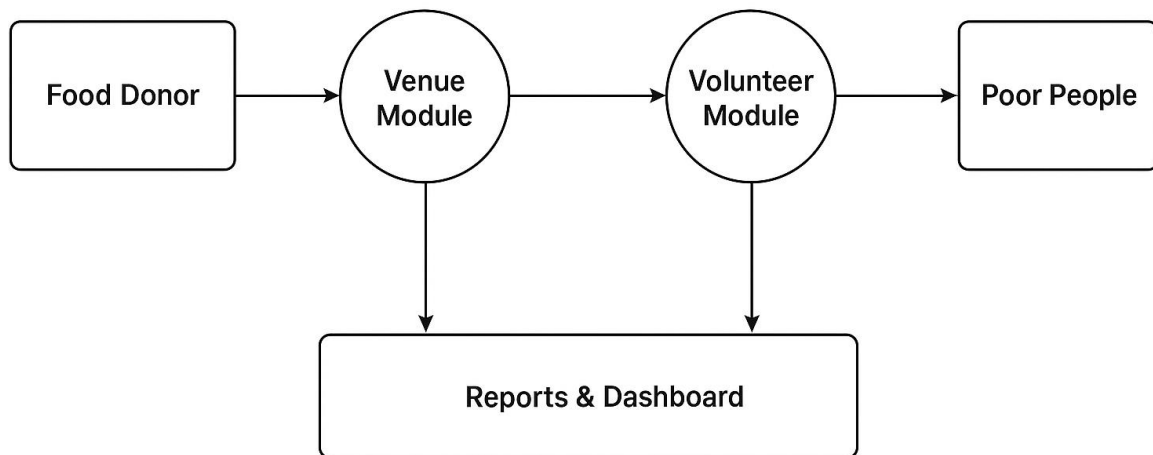 Food Donor
Venue
Module
Volunteer
Module
Poor People
Reports & Dashboard